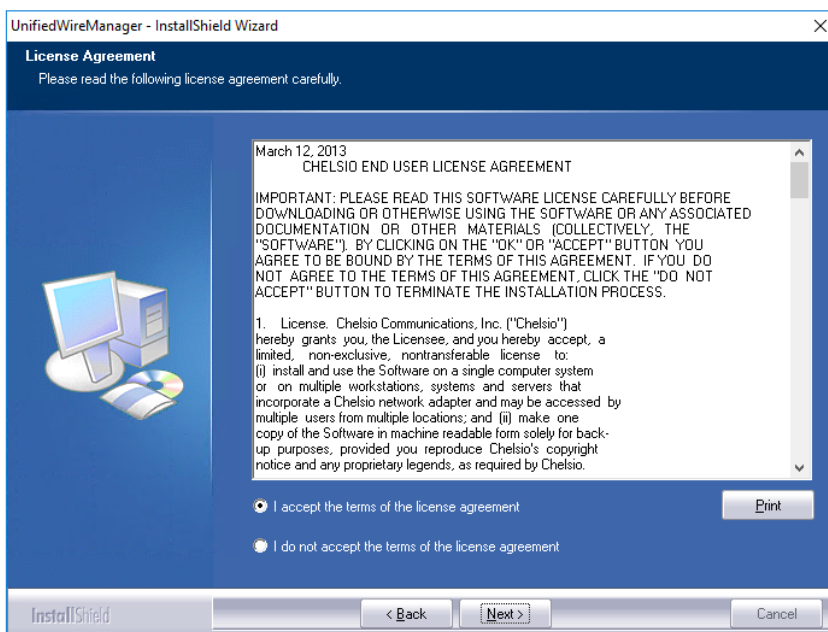 UnifiedWireManager - InstallShield Wizard
License Agreement
Please read the following license agreement carefully.
March 12, 2013
CHELSIO END USER LICENSE AGREEMENT
IMPORTANT: PLEASE READ THIS SOFTWARE LICENSE CAREFULLY BEFORE
DOWNLOADING OR OTHERWISE USING THE SOFTWARE OR ANY ASSOCIATED
DOCUMENTATION OR OTHER MATERIALS (COLLECTIVELY, THE
"SOFTWARE"). BY CLICKING ON THE "OK" OR "ACCEPT" BUTTON YOU
AGREE TO BE BOUND BY THE TERMS OF THIS AGREEMENT. IF YOU DO
NOT AGREE TO THE TERMS OF THIS AGREEMENT, CLICK THE "DO NOT
ACCEPT" BUTTON TO TERMINATE THE INSTALLATION PROCESS.
1. License. Chelsio Communications, Inc. ("Chelsio")
hereby grants you, the Licensee, and you hereby accept, a
limited, non-exclusive, nontransferable license to:
(i) install and use the Software on a single computer system
or on multiple workstations, systems and servers that
incorporate a Chelsio network adapter and may be accessed by
multiple users from multiple locations; and (ii) make one
copy of the Software in machine readable form solely for back-
up purposes, provided you reproduce Chelsio's copyright
notice and any proprietary legends, as required by Chelsio.
I accept the terms of the license agreement
Print
I do not accept the terms of the license agreement
InstallShield
< Back
Next >
Cancel